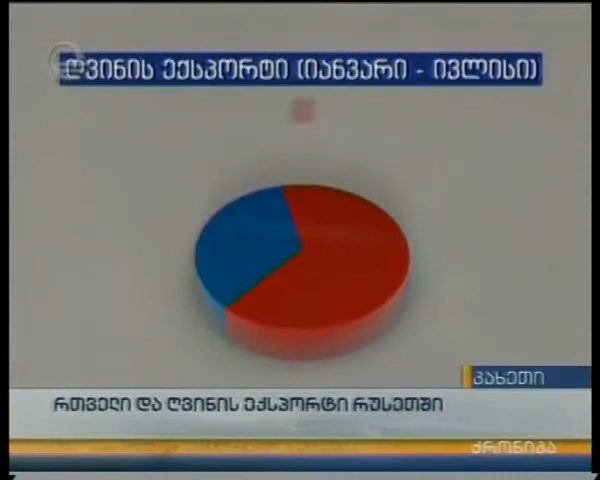 ღვინის ექსპორტი (იანვარი - ივლისი)
კახეთი
რთველი და ღვინის ექსპორტი რუსეთში
ქრონიკა